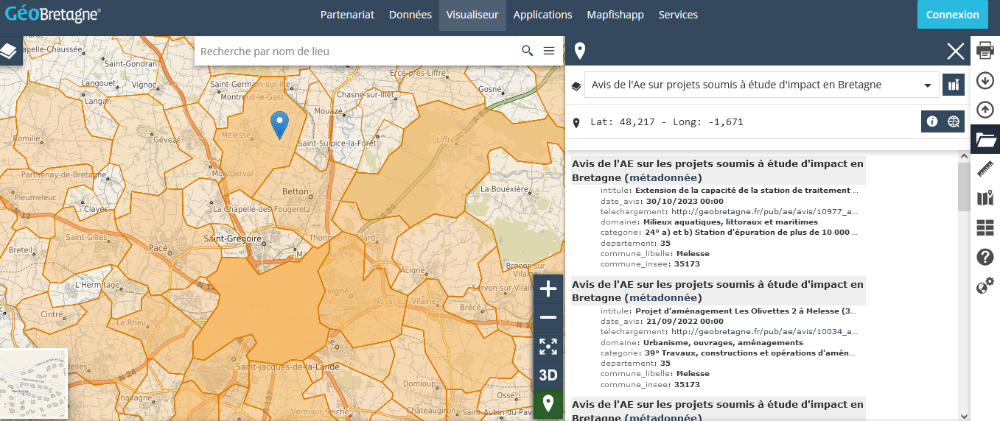 GéoBretagne®
Partenariat Données Visualiseur Applications Mapfishapp Services
Connexion
Recherche par nom de lieu
apelle-Chaussée
Saint-Gondran
Langouet
Vignoc
Langan
Saint-Germain-sur-Ille
Montreuil-le-Gast
Ercé-près-Liffré
Gosné
Chasné-sur-Illet
Mouazé
Romillé
Gévezé
Melesse
Saint-Sulpice-la-Forêt
Liffré
Parthenay-de-Bretagne
Montgerval
Pleumeleuc
Clayes
Betton
La Bouëxière
La Chapelle-des-Fougeretz
N 12
Saint-Gilles
Pacé
Saint-Grégoire
Thorigné-Fouillard
Breteil
Acigné
Broons-sur-
Vilaine
L'Hermitage
Servon-sur-Vilaine
Noyal-sur-Vilaine
Brécé
Cintré
Le Rheu
Saint-Jacques-de-la-Lande
N 24
Domloup
Chavagne
Ossé
Vern-sur-Seiche
Châteaugiron
Saint-Aubin-du-Pav
3D
Avis de l'Ae sur projets soumis à étude d'impact en Bretagne
Lat: 48,217 - Long: -1,671
Avis de l'AE sur les projets soumis à étude d'impact en
Bretagne (métadonnée)
intitule: Extension de la capacité de la station de traitement ...
date_avis: 30/10/2023 00:00
telechargement: http://geobretagne.fr/pub/ae/avis/10977_a...
domaine: Milieux aquatiques, littoraux et maritimes
categorie: 24° a) et b) Station d'épuration de plus de 10 000 ...
departement: 35
commune_libelle: Melesse
commune_insee: 35173
Avis de l'AE sur les projets soumis à étude d'impact en
Bretagne (métadonnée)
intitule: Projet d’aménagement Les Olivettes 2 à Melesse (3...
date_avis: 21/09/2022 00:00
telechargement: http://geobretagne.fr/pub/ae/avis/10034_a...
domaine: Urbanisme, ouvrages, aménagements
categorie: 39° Travaux, constructions et opérations d'amén...
departement: 35
commune_libelle: Melesse
commune_insee: 35173
Avis de l'AE sur les projets soumis à étude d'impact en
Bretagne (métadonnée)